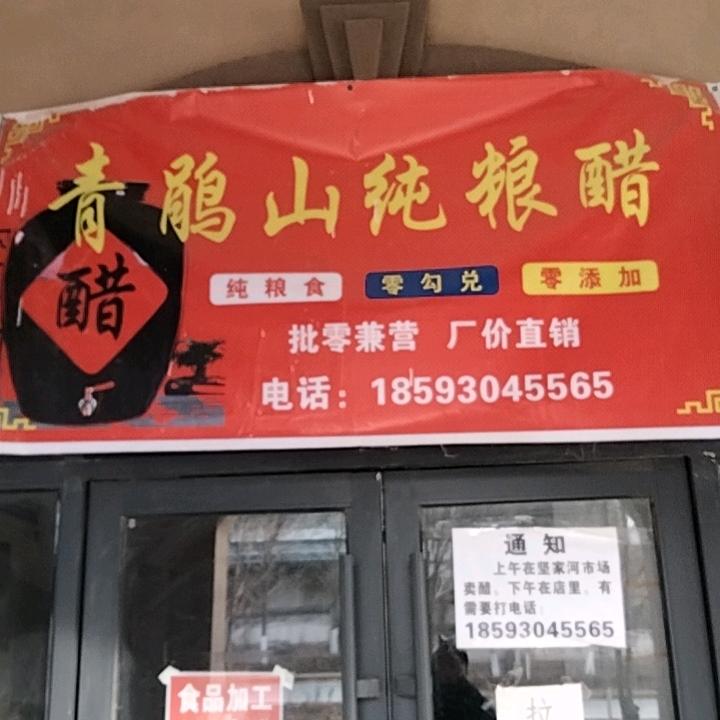 青鹃山纯粮醋
醋
纯粮食 零勾兑 零添加
批零兼营 厂价直销
电话：18593045565
通知
上午在坚家河市场
卖醋。下午在店里。有
需要打电话：
18593045565
食品加工
拉